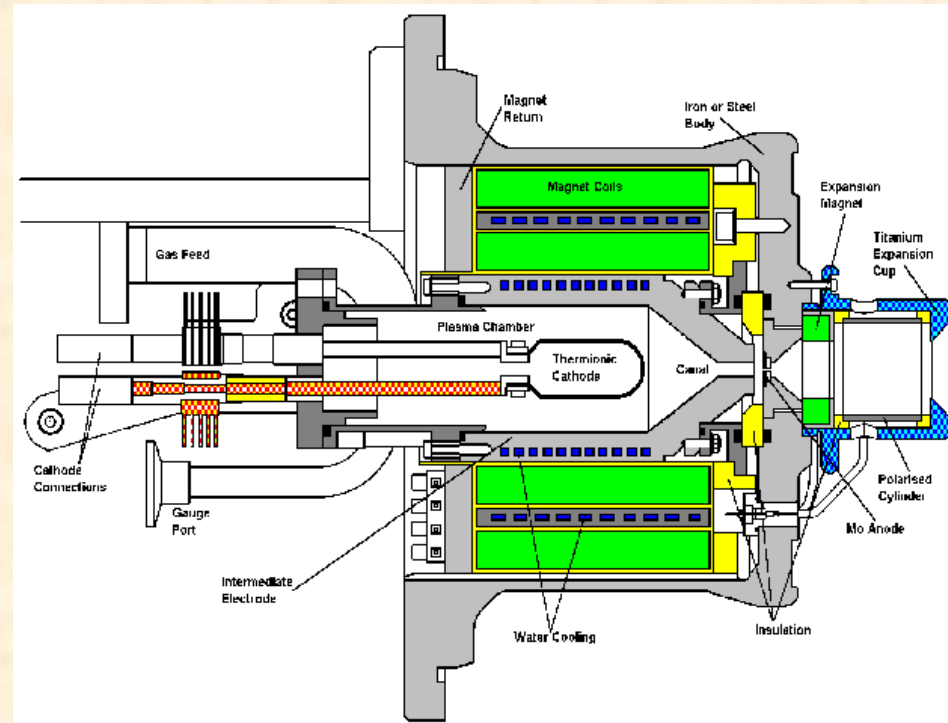 Magnet
Return
Iron or Steel
Body
Magnet Coils
Expansion
Magnet
Titanium
Expansion
Cup
Gas Feed
Plasma Chamber
Thermionic
Cathode
Canal
Cathode
Connections
Gauge
Port
Polarised
Cylinder
Mo Anode
Intermediate
Electrode
Water Cooling
Insulation